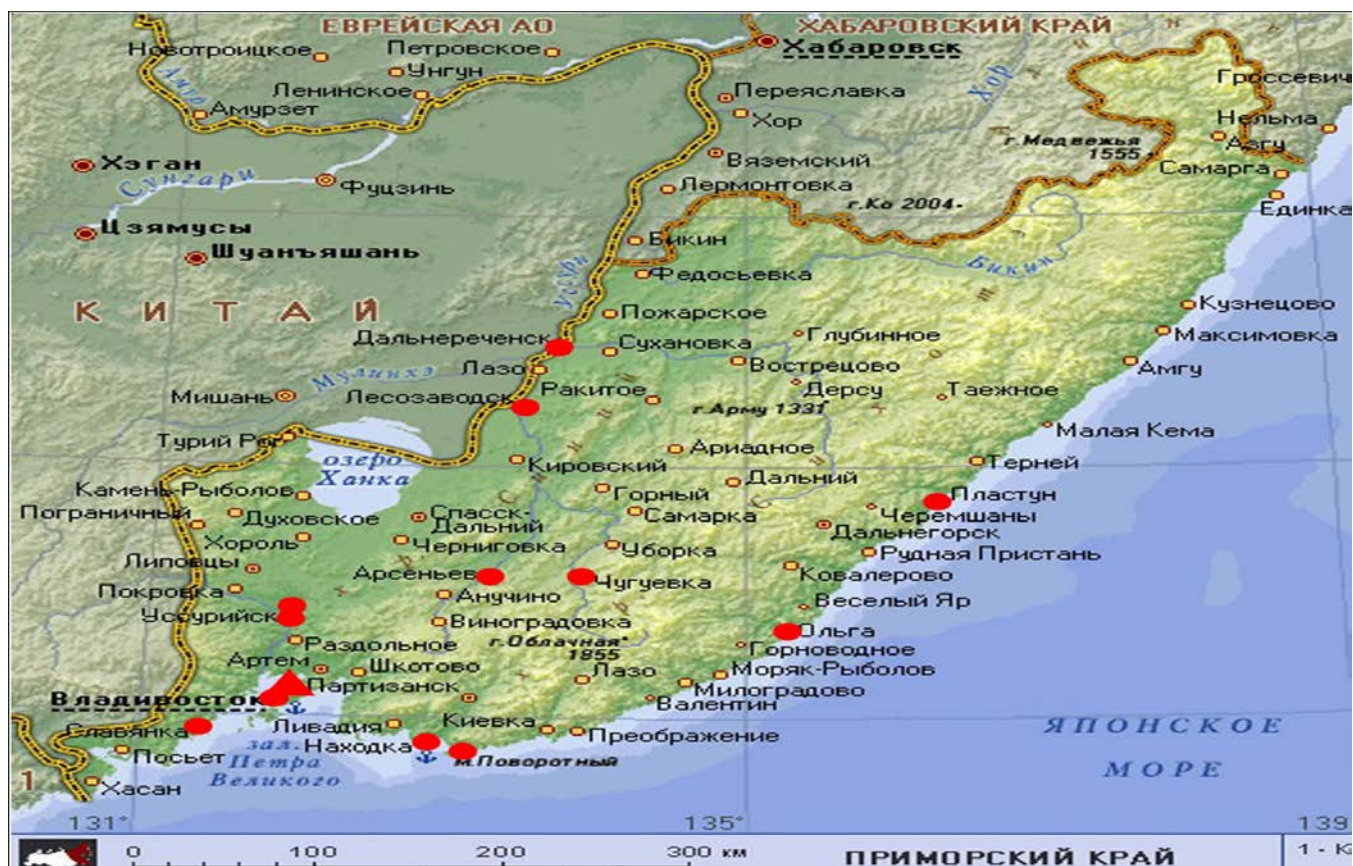 ЕВРЕЙСКАЯ АО
ХАБАРОВСКИЙ КРАЙ
Новотроицкое
Петровское
Хабаровск
Унгун
Амур
Ленинское
Переяславка
Хор
Гроссевичи
Амурзет
Хор
Нельма
г.Медвежья
1555
Азгу
Хэган
Вяземский
Самарга
Сунгари
Фуцзинь
Лермонтовка
г.Ко 2004
Единка
Цзямусы
Шуанъяшань
Бикин
Бикин
Уссури
Федосьевка
КИТАЙ
Пожарское
Кузнецово
Глубинное
Максимовка
Дальнереченск
Сухановка
Вострецово
Амгу
Мулинхэ
Лазо
Ракитое
Дерсу
Таежное
Мишань
Лесозаводск
г.Арму 1331
Турий Рог
Малая Кема
озеро
Ханка
Ариадное
Кировский
Терней
Дальний
Камень-Рыболов
Горный
Пластун
Пограничный
Духовское
Спасск-
Дальний
Самарка
Черемшаны
Дальнегорск
Хороль
Черниговка
Уборка
Рудная Пристань
Липовцы
Арсеньев
Чугуевка
Ковалерово
Покровка
Анучино
Веселый Яр
Уссурийск
Виноградовка
Ольга
Раздольное
г.Облачная
1855
Горноводное
Артем
Шкотово
Лазо
Моряк-Рыболов
Партизанск
Милоградово
Владивосток
Валентин
Славянка
Ливадия
Киевка
Преображение
ЯПОНСКОЕ
МОРЕ
Посьет
зал.
Петра
Великого
Находка
м.Поворотный
1
Хасан
131°
135°
139
0
100
200
300 км
ПРИМОРСКИЙ КРАЙ